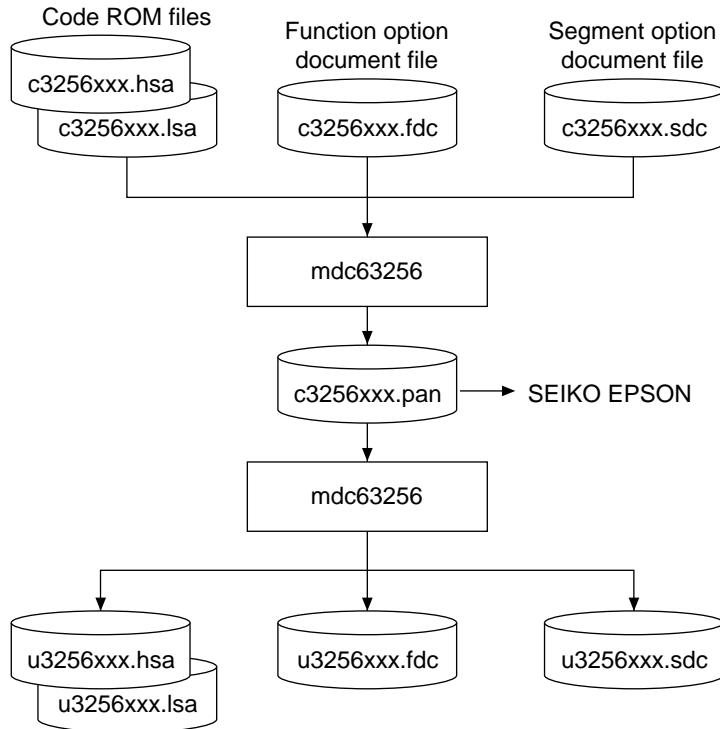 Code ROM files
Function option
document file
Segment option
document file
c3256xxx.hsa
c3256xxx.lsa
c3256xxx.fdc
c3256xxx.sdc
mdc63256
c3256xxx.pan
SEIKO EPSON
mdc63256
u3256xxx.hsa
u3256xxx.lsa
u3256xxx.fdc
u3256xxx.sdc